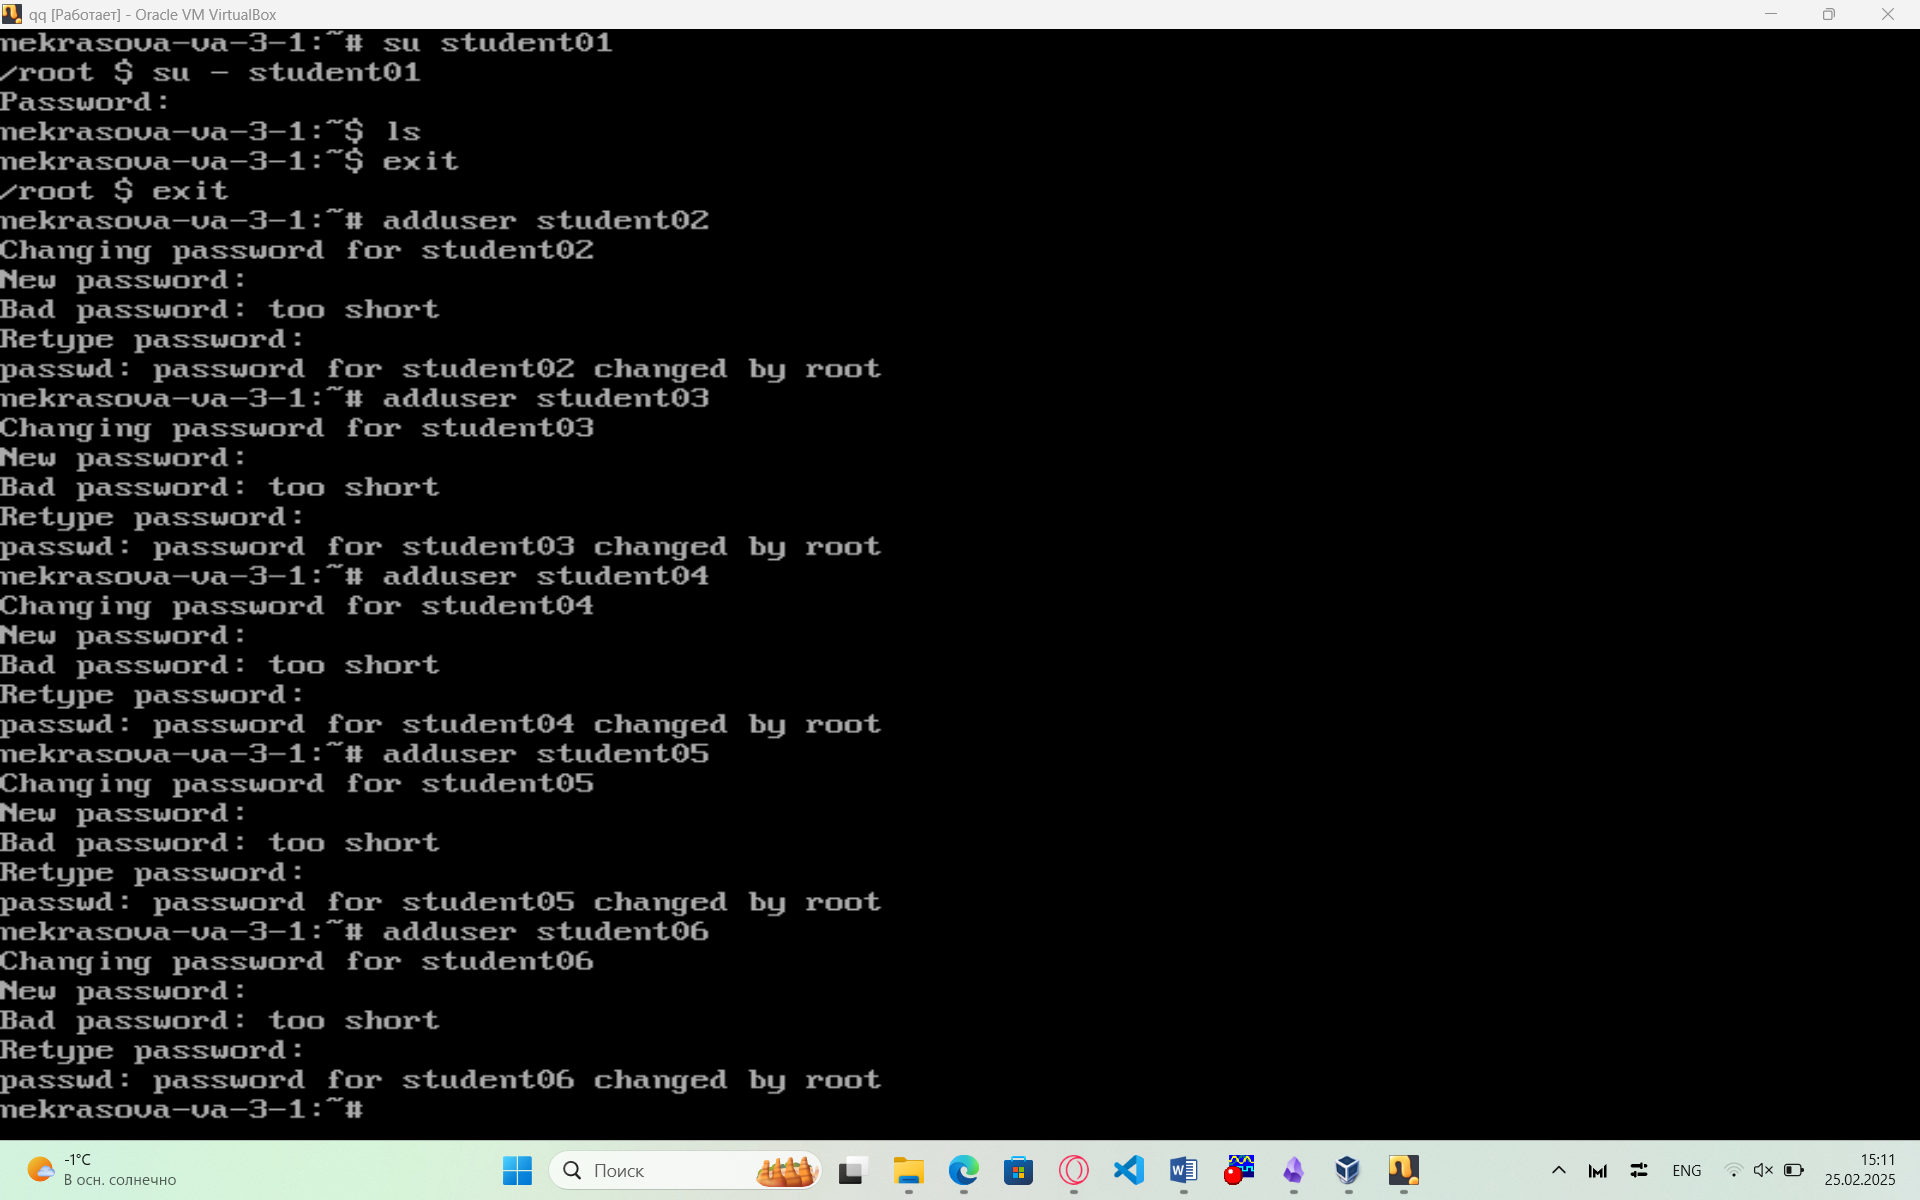 qq [Работает] - Oracle VM VirtualBox
nekrasova-va-3-1:~# su student01
/root $ su - student01
Password:
nekrasova-va-3-1:~$ ls
nekrasova-va-3-1:~$ exit
/root $ exit
nekrasova-va-3-1:~# adduser student02
Changing password for student02
New password:
Bad password: too short
Retype password:
passwd: password for student02 changed by root
nekrasova-va-3-1:~# adduser student03
Changing password for student03
New password:
Bad password: too short
Retype password:
passwd: password for student03 changed by root
nekrasova-va-3-1:~# adduser student04
Changing password for student04
New password:
Bad password: too short
Retype password:
passwd: password for student04 changed by root
nekrasova-va-3-1:~# adduser student05
Changing password for student05
New password:
Bad password: too short
Retype password:
passwd: password for student05 changed by root
nekrasova-va-3-1:~# adduser student06
Changing password for student06
New password:
Bad password: too short
Retype password:
passwd: password for student06 changed by root
nekrasova-va-3-1:~#
-1°C
В осн. солнечно
Поиск
ENG
15:11
25.02.2025